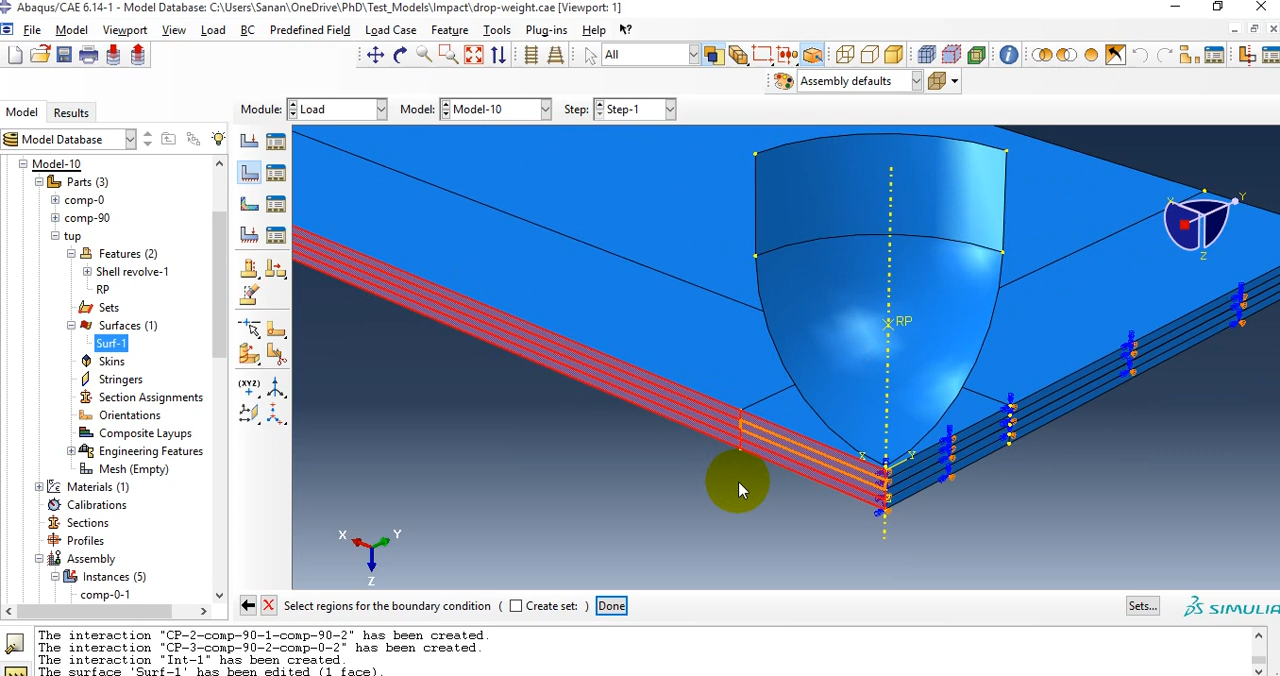 Abaqus/CAE 6.14-1 - Model Database: C:\Users\Sanan\OneDrive\PhD\Test_Models\Impact\drop-weight.cae [Viewport: 1]
File Model Viewport View Load BC Predefined Field Load Case Feature Tools Plug-ins Help
All
Assembly defaults
Model Results
Module: Load Model: Model-10 Step: Step-1
Model Database
Model-10
Parts (3)
comp-0
comp-90
top
Features (2)
Shell revolve-1
RP
Sets
Surfaces (1)
Surf-1
Skins
Stringers
Section Assignments
Orientations
Composite Layups
Engineering Features
Mesh (Empty)
Materials (1)
Calibrations
Sections
Profiles
Assembly
Instances (5)
comp-0-1
(XYZ)
X Y
Z
RP
X Y
Z
X Y
Z
Select regions for the boundary condition ( Create set: ) Done Sets... SIMULIA
The interaction "CP-2-comp-90-1-comp-90-2" has been created.
The interaction "CP-3-comp-90-2-comp-0-2" has been created.
The interaction "Int-1" has been created.
The surface 'Surf-1' has been edited (1 face).